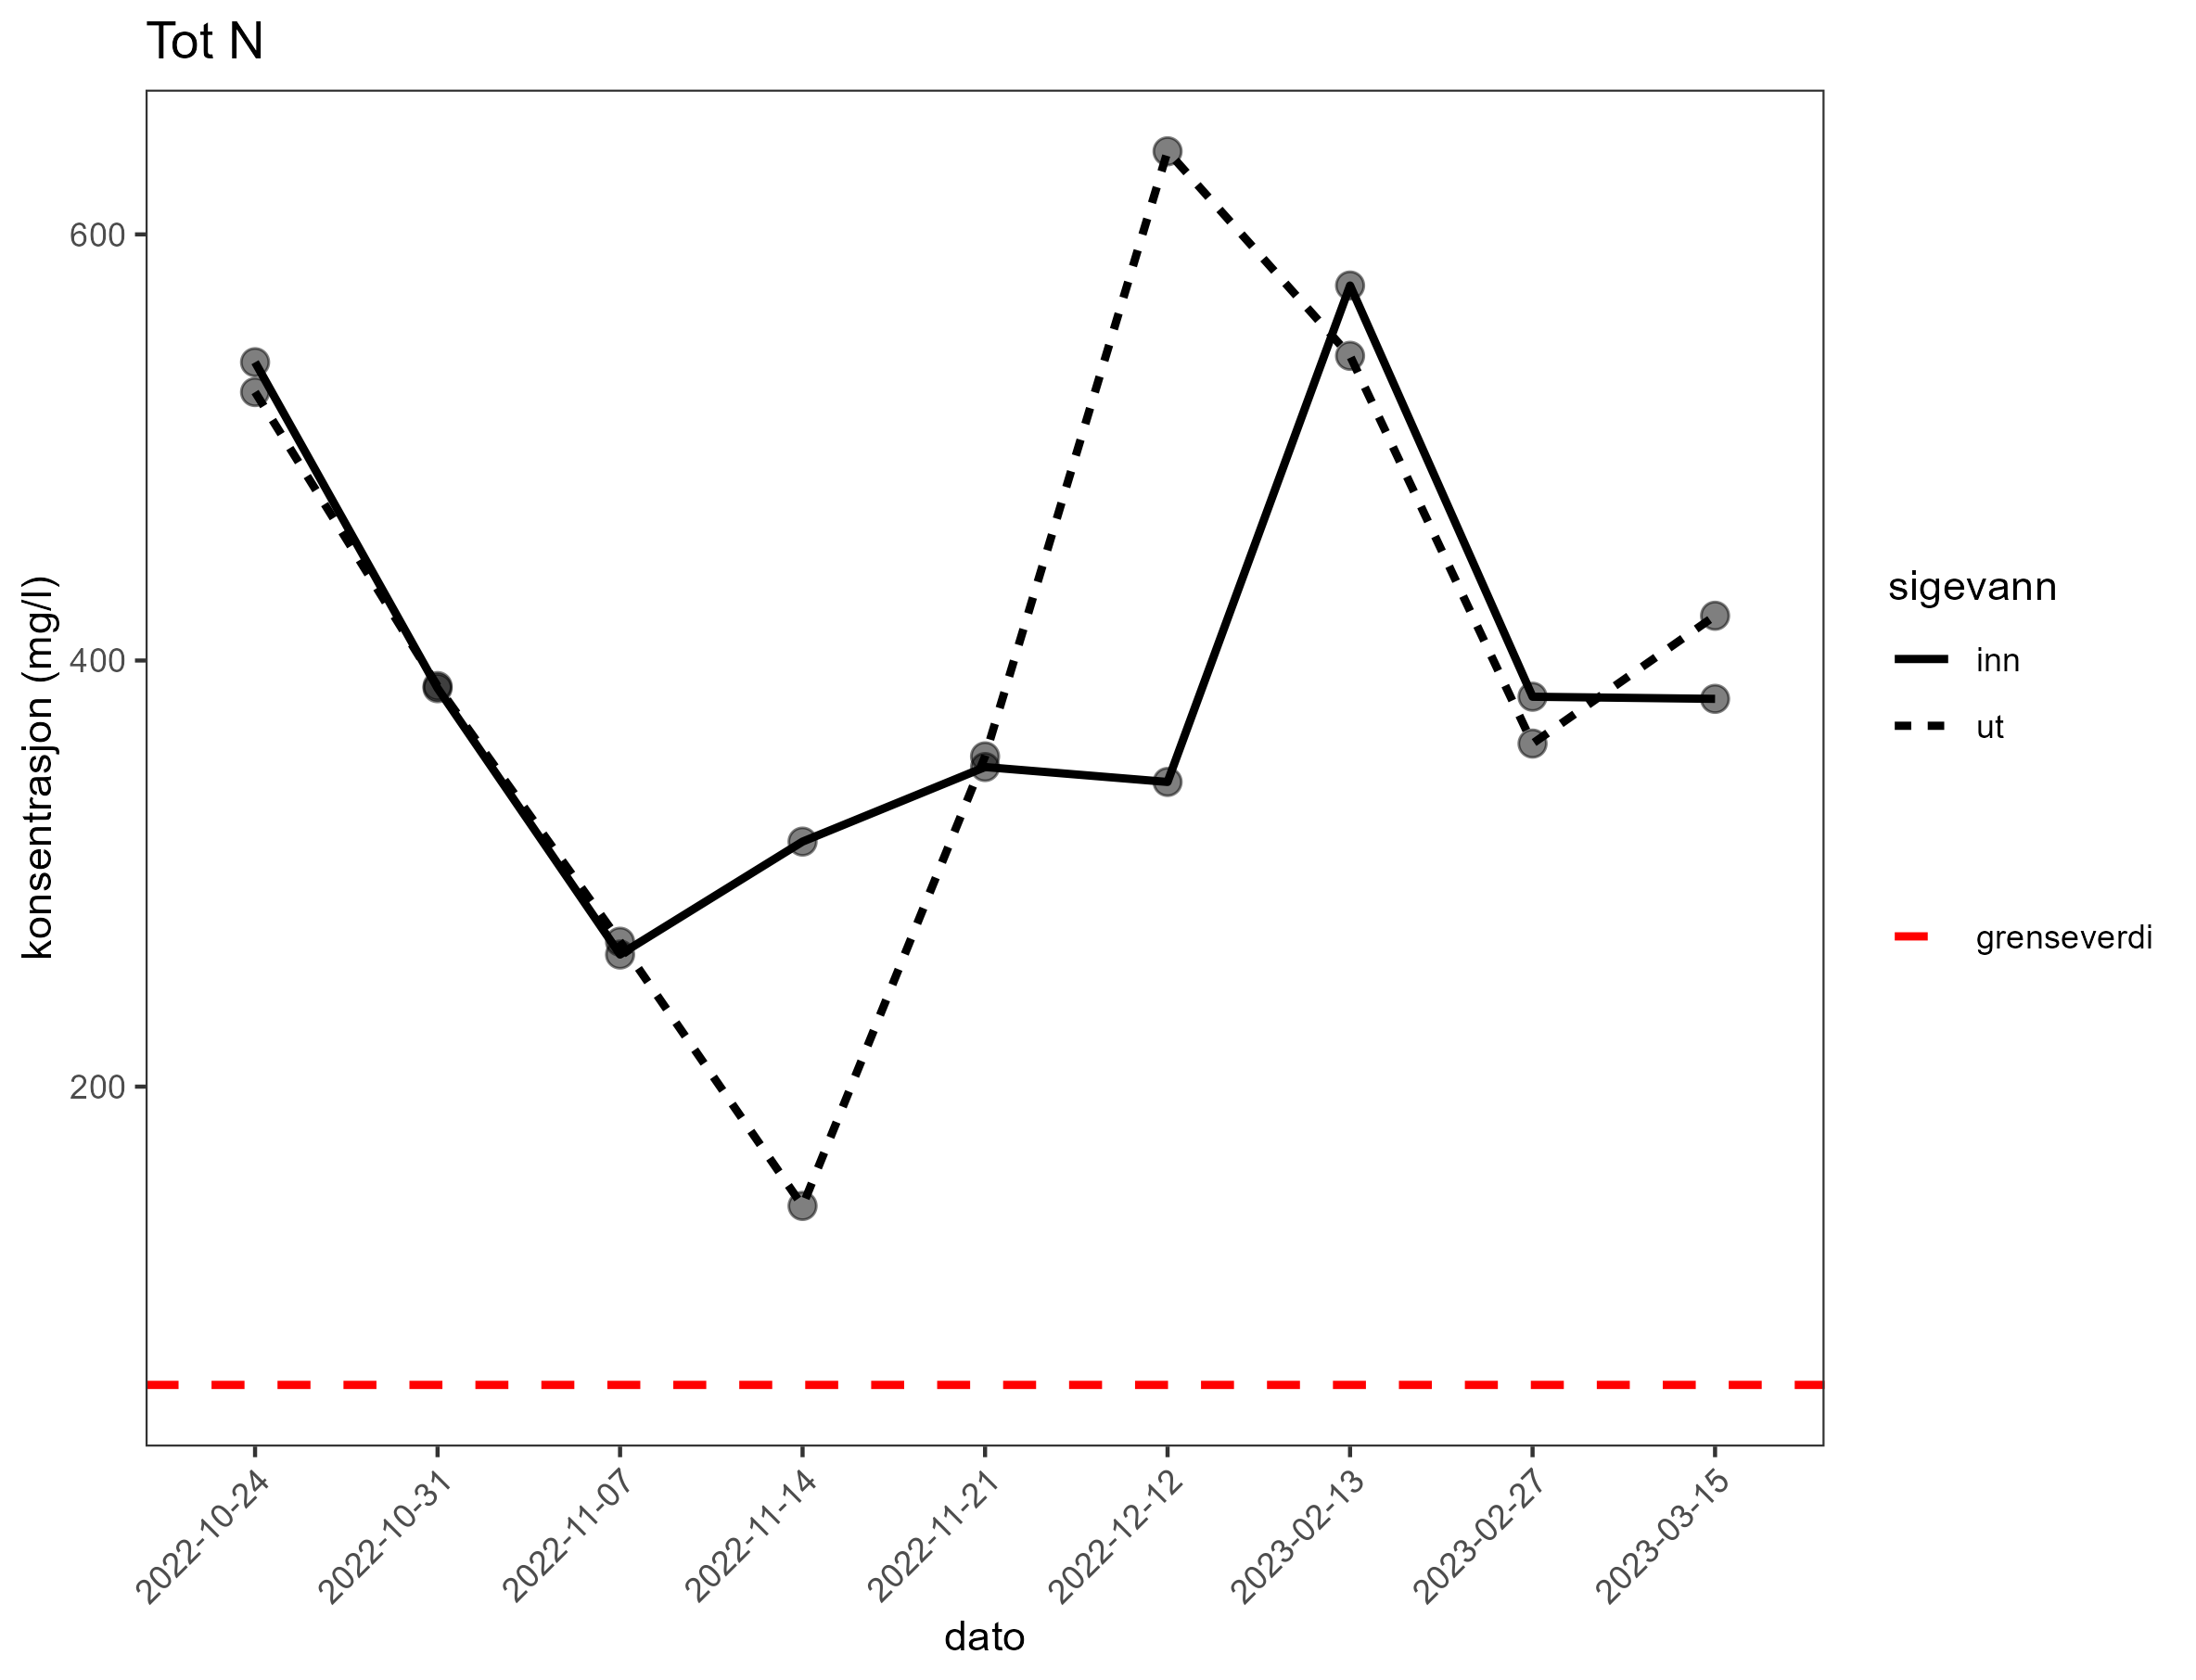 Tot N
600
400
200
konsentrasjon (mg/l)
2022-10-24
2022-10-31
2022-11-07
2022-11-14
2022-11-21
2022-12-12
2023-02-13
2023-02-27
2023-03-15
dato
sigevann
inn
ut
grenseverdi